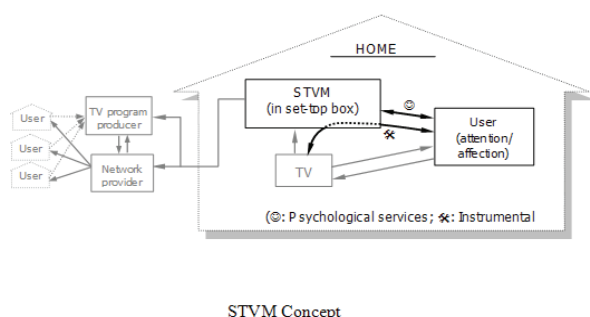 HOME
STVM
(in set-top box)
☺
User
(attention/
affection)
TV
TV program
producer
Network
provider
User
User
User
(☺: Psychological services; 🛠: Instrumental
STVM Concept